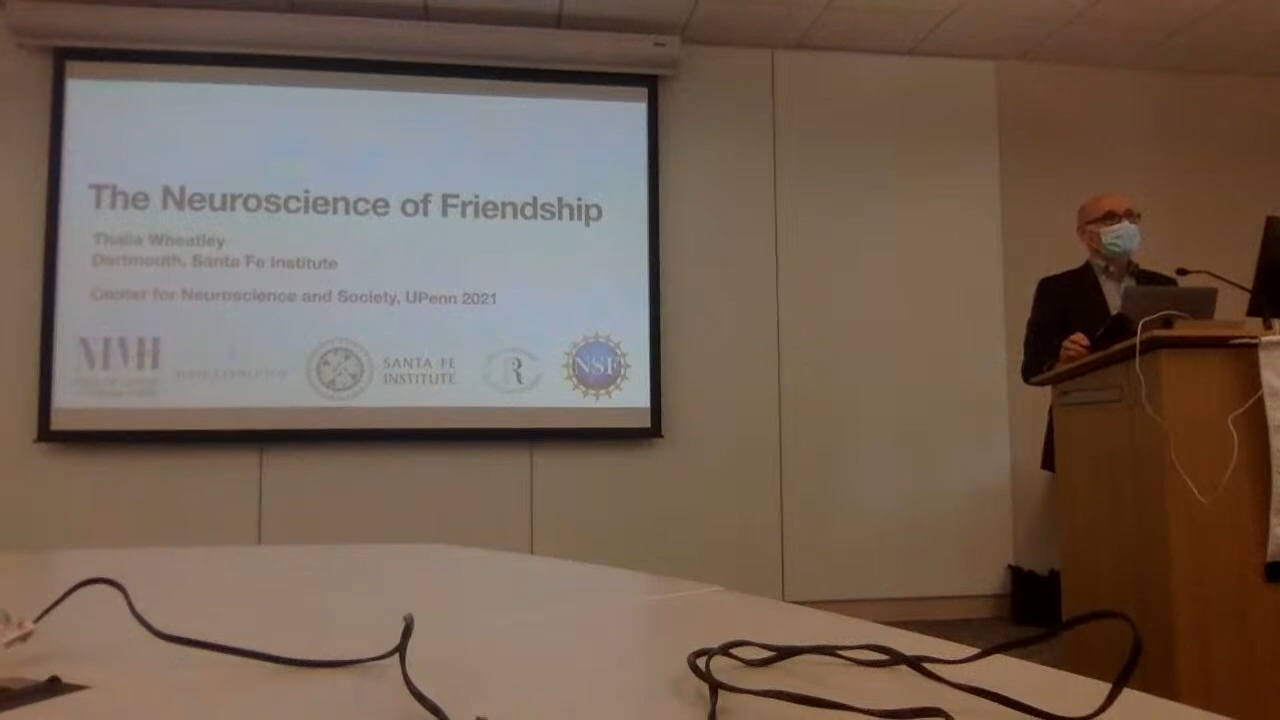 The Neuroscience of Friendship
Thalia Wheatley
Dartmouth, Santa Fe Institute
Center for Neuroscience and Society, UPenn 2021
SANTA FE
INSTITUTE
R
NSF